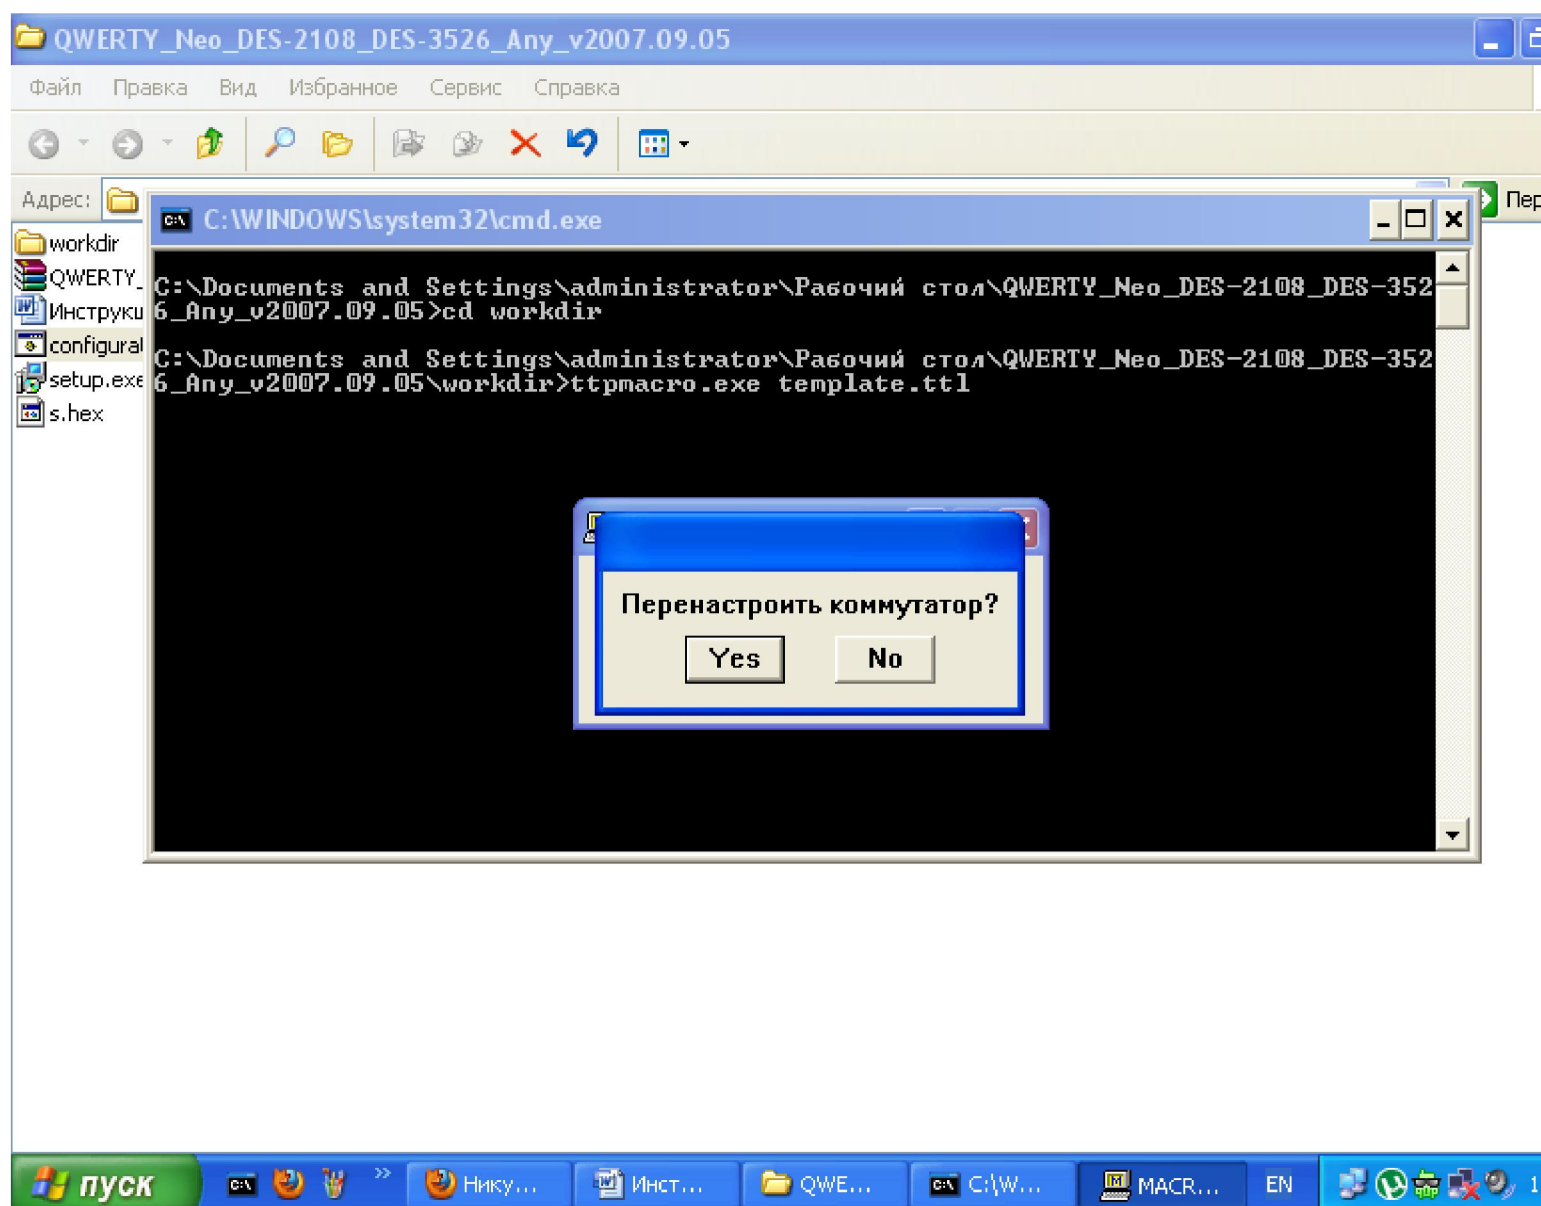 QWERTY_Neo_DES-2108_DES-3526_Any_v2007.09.05
Файл Правка Вид Избранное Сервис Справка
Адрес:
Пер
C:\WINDOWS\system32\cmd.exe
workdir
QWERTY_
Инструкц
configurat
setup.exe
s.hex
C:\Documents and Settings\administrator\Рабочий стол\QWERTY_Neo_DES-2108_DES-352
6_Any_v2007.09.05>cd workdir
C:\Documents and Settings\administrator\Рабочий стол\QWERTY_Neo_DES-2108_DES-352
6_Any_v2007.09.05\workdir>ttpmacro.exe template.ttl
Перенастроить коммутатор?
Yes No
пуск Нику... Инст... QWE... C:\W... MACR... EN 1